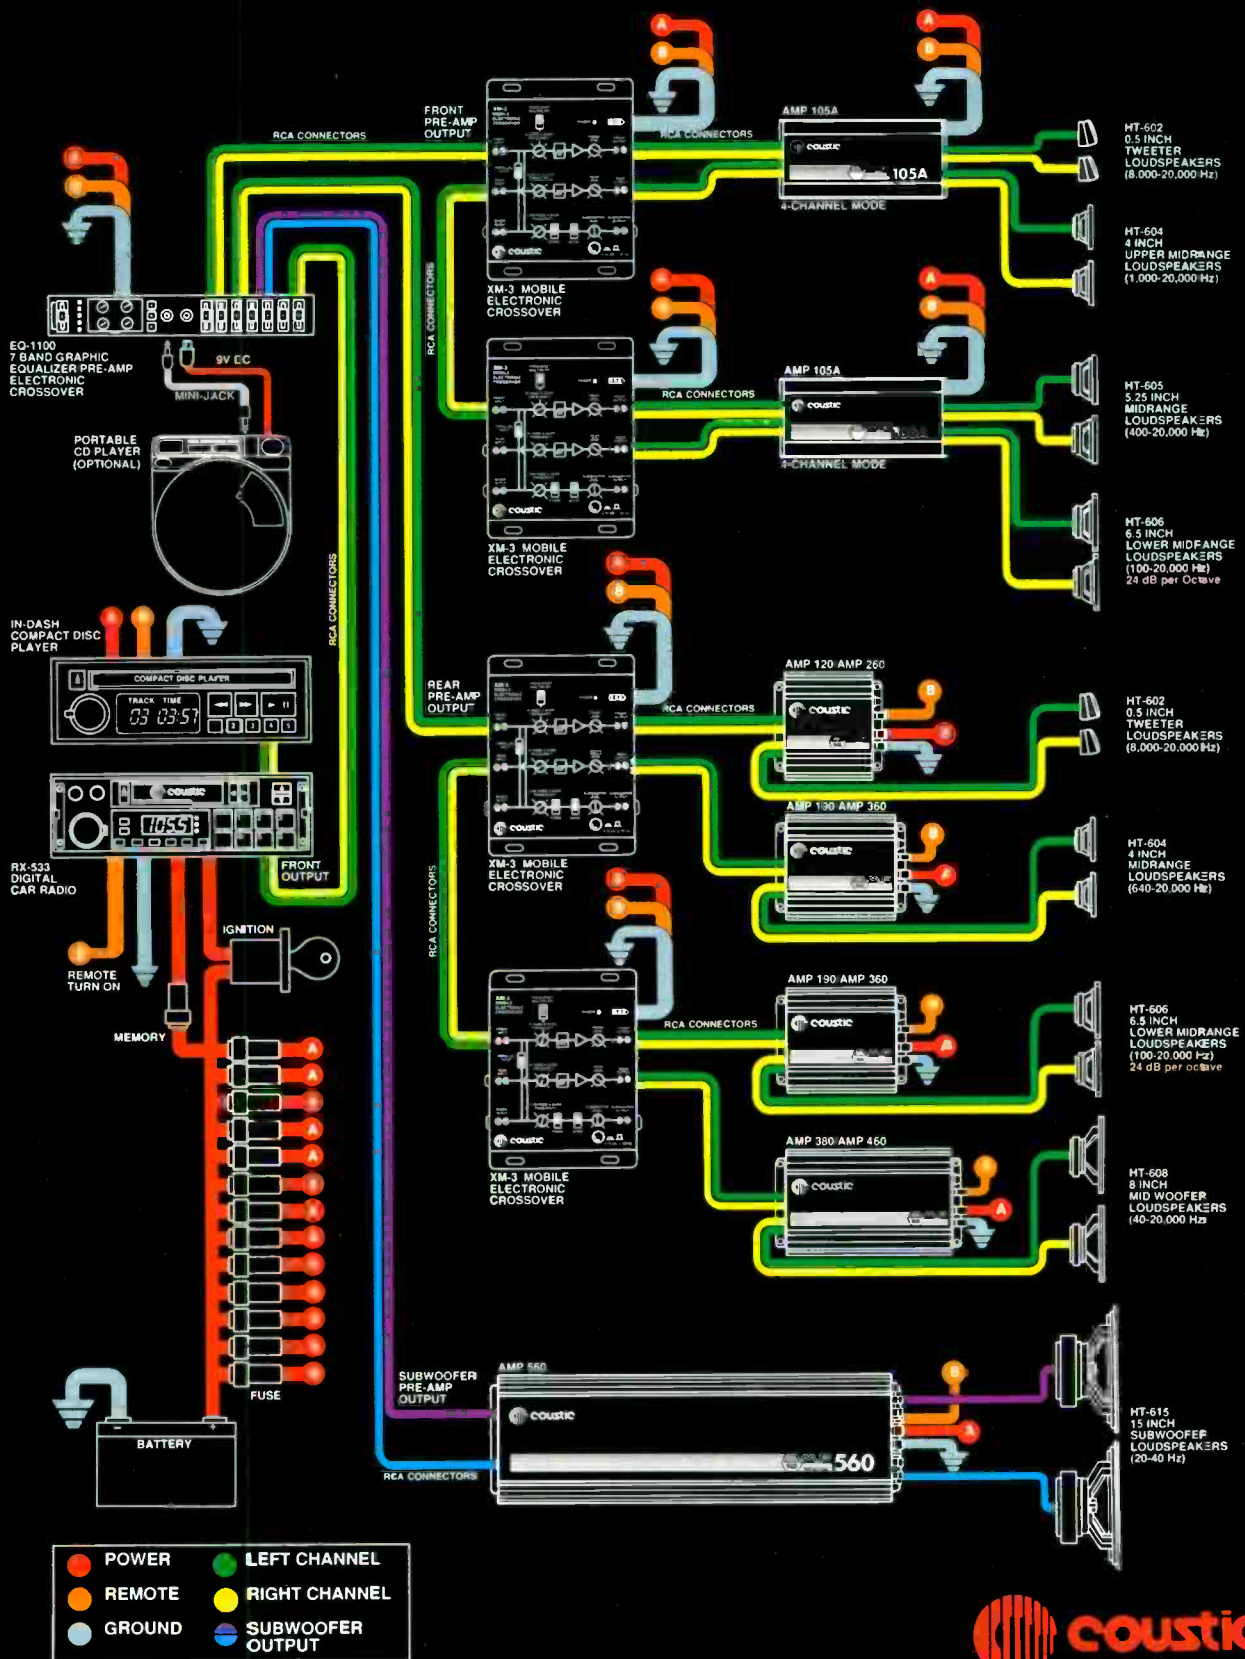 FRONT
PRE-AMP
OUTPUT
RCA CONNECTORS
RCA CONNECTORS
AMP 105A
coustic
105A
4-CHANNEL MODE
HT-602
0.5 INCH
TWEETER
LOUDSPEAKERS
(8,000-20,000 Hz)
HT-604
4 INCH
UPPER MIDRANGE
LOUDSPEAKERS
(1,000-20,000 Hz)
coustic
XM-3 MOBILE
ELECTRONIC
CROSSOVER
RCA CONNECTORS
EQ-1100
7 BAND GRAPHIC
EQUALIZER PRE-AMP
ELECTRONIC
CROSSOVER
9V EC
MINI-JACK
PORTABLE
CD PLAYER
(OPTIONAL)
RCA CONNECTORS
AMP 105A
coustic
4-CHANNEL MODE
HT-605
5.25 INCH
MIDRANGE
LOUDSPEAKERS
(400-20,000 Hz)
HT-606
6.5 INCH
LOWER MIDRANGE
LOUDSPEAKERS
(100-20,000 Hz)
24 dB per Octave
coustic
XM-3 MOBILE
ELECTRONIC
CROSSOVER
RCA CONNECTORS
IN-DASH
COMPACT DISC
PLAYER
COMPACT DISC PLAYER
TRACK TIME
03 03:57
coustic
105.5
RX-533
DIGITAL
CAR RADIO
FRONT
OUTPUT
REAR
PRE-AMP
OUTPUT
RCA CONNECTORS
AMP 120/AMP 260
coustic
B
HT-602
0.5 INCH
TWEETER
LOUDSPEAKERS
(8,000-20,000 Hz)
AMP 190/AMP 360
coustic
B
A
HT-604
4 INCH
MIDRANGE
LOUDSPEAKERS
(640-20,000 Hz)
coustic
XM-3 MOBILE
ELECTRONIC
CROSSOVER
RCA CONNECTORS
REMOTE
TURN ON
IGNITION
MEMORY
RCA CONNECTORS
AMP 190/AMP 360
coustic
A
HT-606
6.5 INCH
LOWER MIDRANGE
LOUDSPEAKERS
(100-20,000 Hz)
24 dB per octave
coustic
XM-3 MOBILE
ELECTRONIC
CROSSOVER
AMP 380/AMP 460
coustic
A
HT-608
8 INCH
MID WOOFER
LOUDSPEAKERS
(40-20,000 Hz)
A
A
A
A
FUSE
BATTERY
SUBWOOFER
PRE-AMP
OUTPUT
RCA CONNECTORS
AMP 560
coustic
560
B
A
HT-615
15 INCH
SUBWOOFER
LOUDSPEAKERS
(20-40 Hz)
POWER
LEFT CHANNEL
REMOTE
RIGHT CHANNEL
GROUND
SUBWOOFER
OUTPUT
coustic